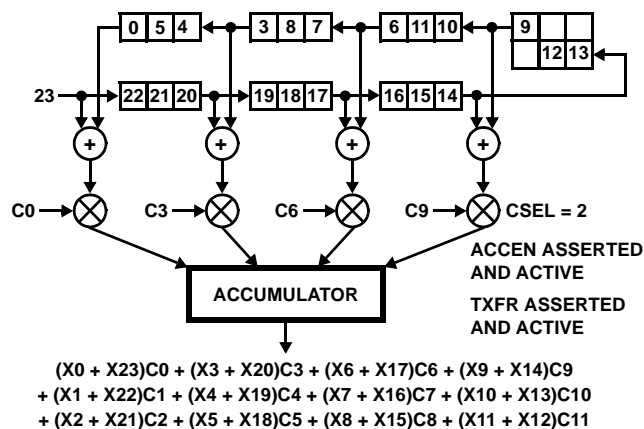 0 5 4 3 8 7 6 11 10 9
12 13
23 22 21 20 19 18 17 16 15 14
+ + + +
C0 C3 C6 C9 CSEL = 2
ACCEN ASSERTED
AND ACTIVE
ACCUMULATOR
TXFR ASSERTED
AND ACTIVE
(X0 + X23)C0 + (X3 + X20)C3 + (X6 + X17)C6 + (X9 + X14)C9
+ (X1 + X22)C1 + (X4 + X19)C4 + (X7 + X16)C7 + (X10 + X13)C10
+ (X2 + X21)C2 + (X5 + X18)C5 + (X8 + X15)C8 + (X11 + X12)C11